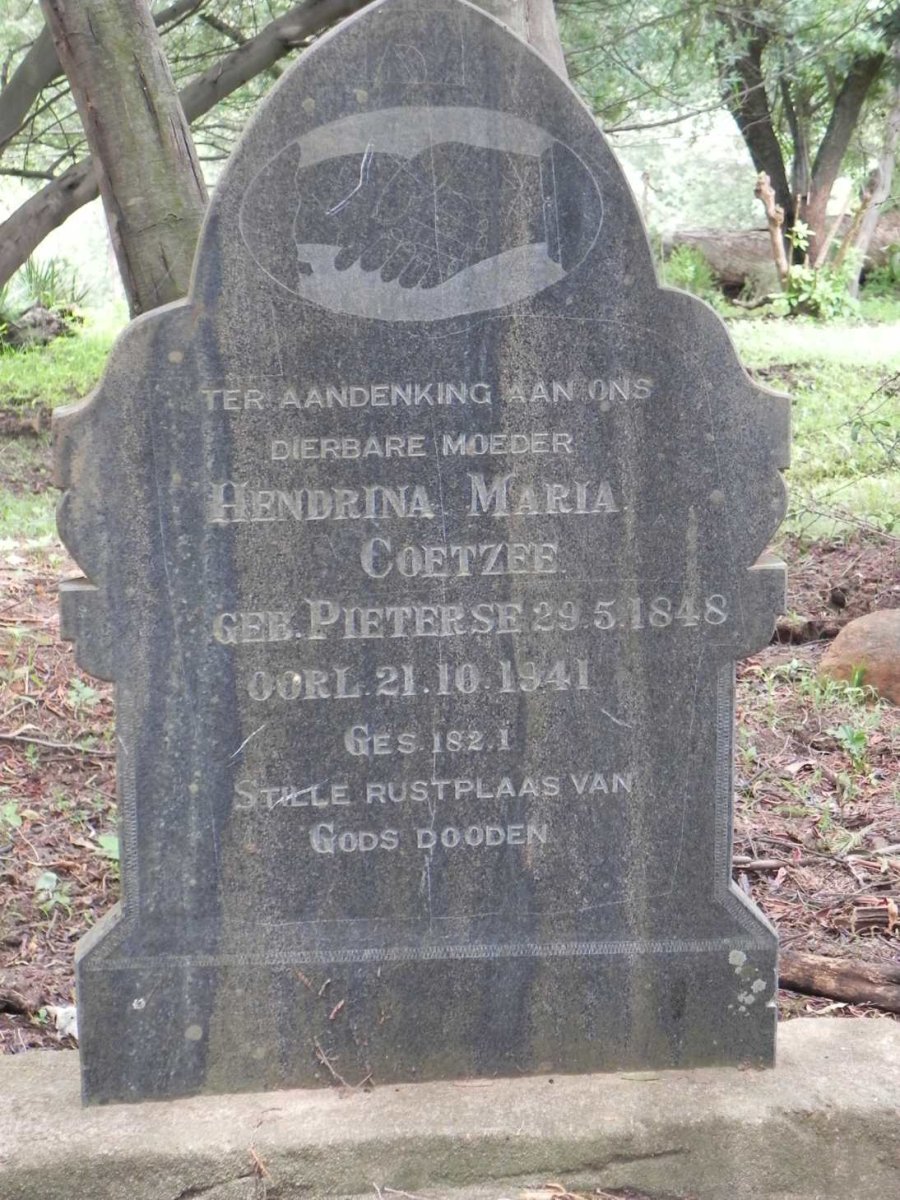 TER AANDENKING AAN ONS
DIERBARE MOEDER
HENDRINA MARIA
COETZEE
GEB. PIETERSE 29.5.1848
OORL. 21.10.1941
GES. 182.1
STILLE RUSTPLAAS VAN
GODS DOODEN